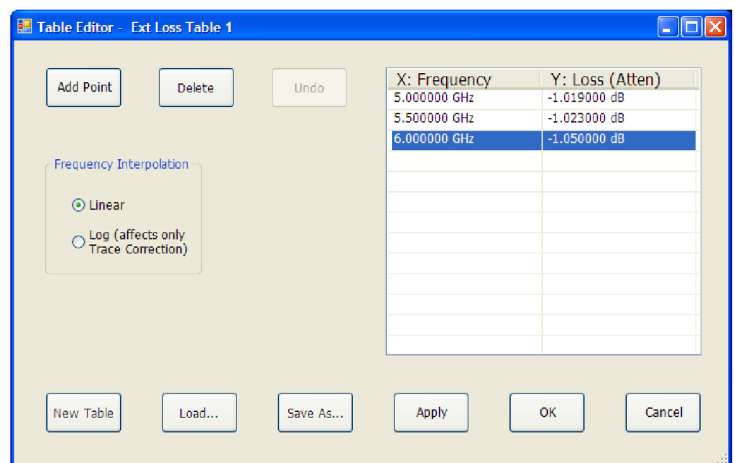 Table Editor - Ext Loss Table 1
Add Point
Delete
Undo
X: Frequency Y: Loss (Atten)
5.000000 GHz -1.019000 dB
5.500000 GHz -1.023000 dB
6.000000 GHz -1.050000 dB
Frequency Interpolation
Linear
Log (affects only
Trace Correction)
New Table
Load...
Save As...
Apply
OK
Cancel